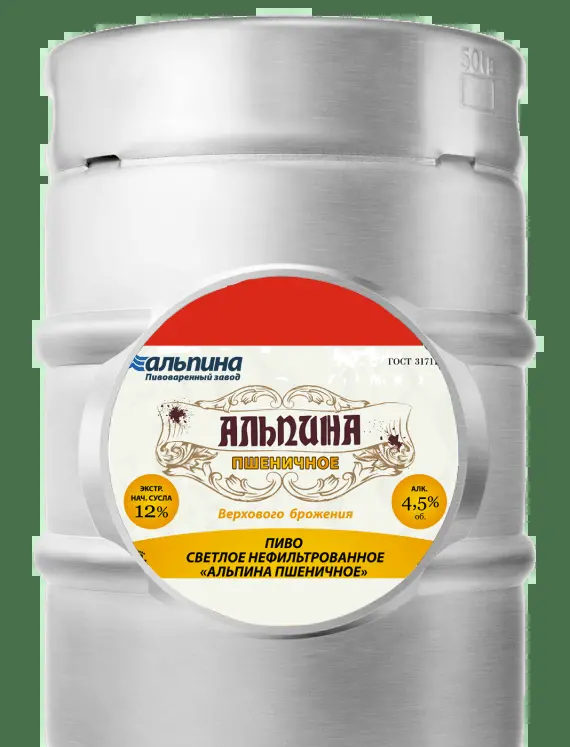 альпина
Пивоваренный завод
ГОСТ
АЛЬПИНА
ПШЕНИЧНОЕ
ЭКСТР.
НАЧ. СУСЛА
12%
АЛК.
4,5%
об.
Верхового брожения
ПИВО
СВЕТЛОЕ НЕФИЛЬТРОВАННОЕ
«АЛЬПИНА ПШЕНИЧНОЕ»